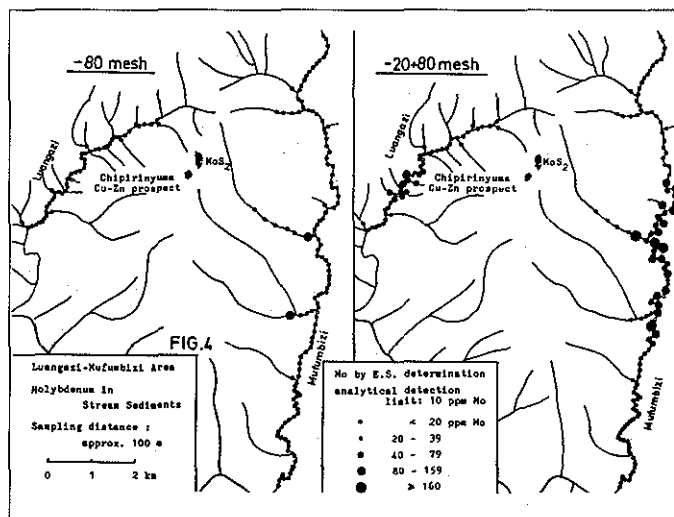 -80 mesh
Luangazi
MoS2
Chipirinyuma
Cu-Zn prospect
Mufumbizi
FIG.4
Luangazi-Mufumbizi Area
Molybdenum in
Stream Sediments
Sampling distance :
approx. 100 m
0 1 2 km
-20+80 mesh
Luangazi
MoS2
Chipirinyuma
Cu-Zn prospect
Mufumbizi
Mufumbizi
Mo by E.S. determination
analytical detection
limit: 10 ppm Mo
< 20 ppm Mo
20 - 39
40 - 79
80 - 159
⩾ 160